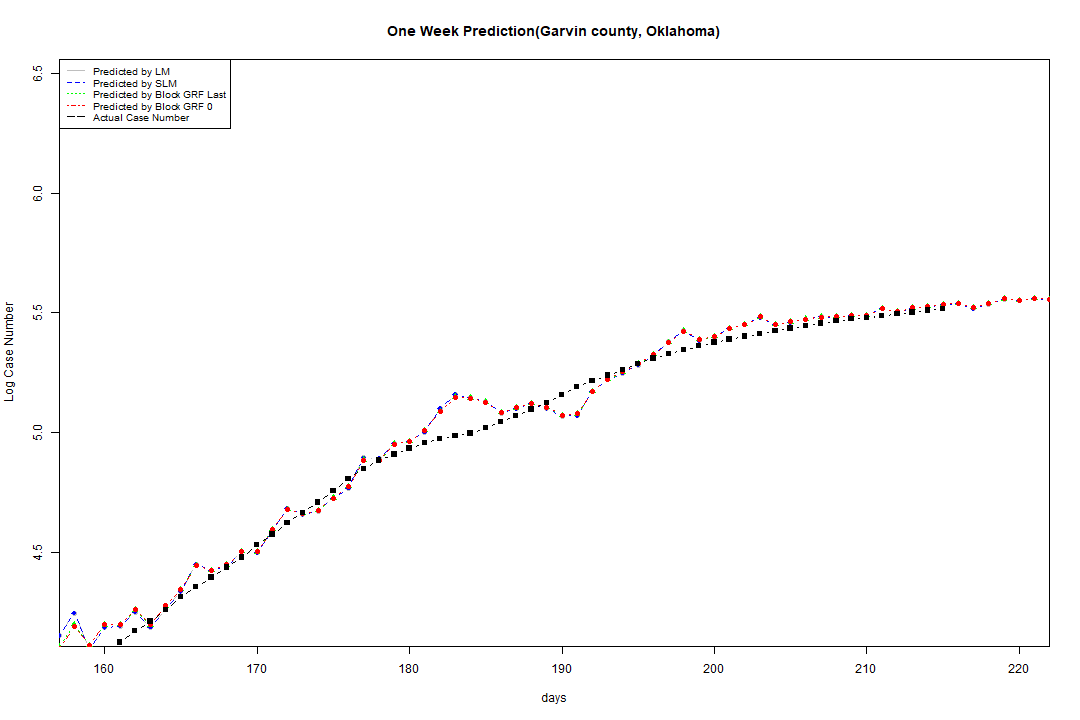 One Week Prediction(Garvin county, Oklahoma)
Predicted by LM
Predicted by SLM
Predicted by Block GRF Last
Predicted by Block GRF 0
Actual Case Number
Log Case Number
6.5
6.0
5.5
5.0
4.5
160 170 180 190 200 210 220
days